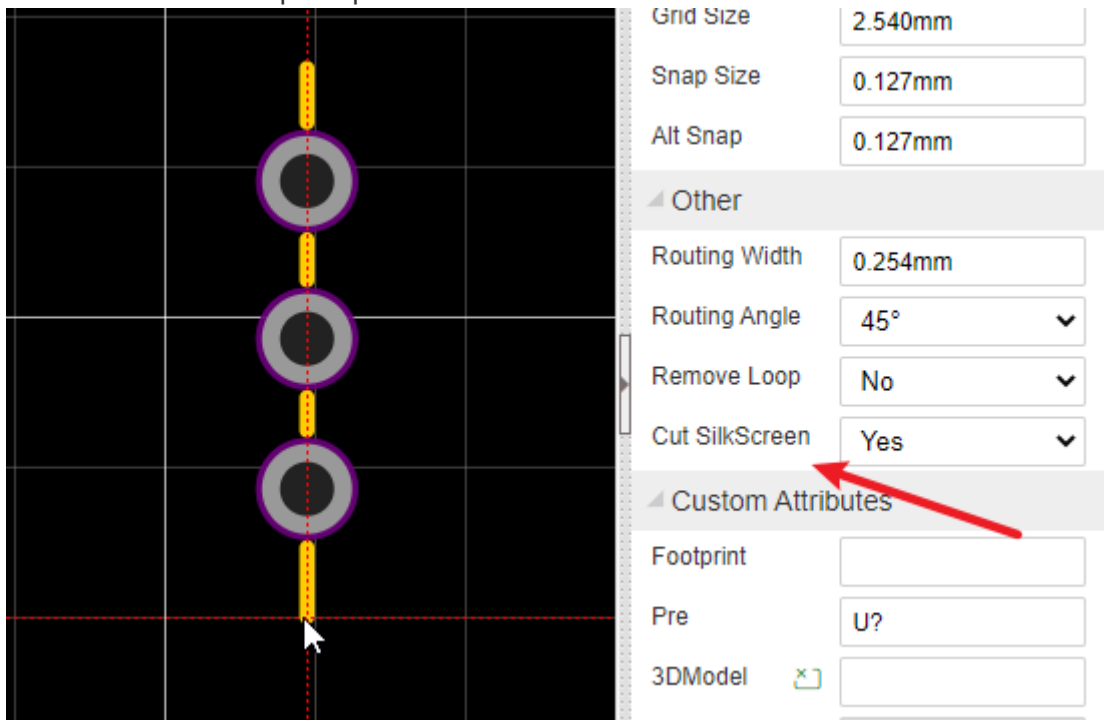 Grid Size 2.540mm
Snap Size 0.127mm
Alt Snap 0.127mm
Other
Routing Width 0.254mm
Routing Angle 45°
Remove Loop No
Cut SilkScreen Yes
Custom Attributes
Footprint
Pre U?
3DModel